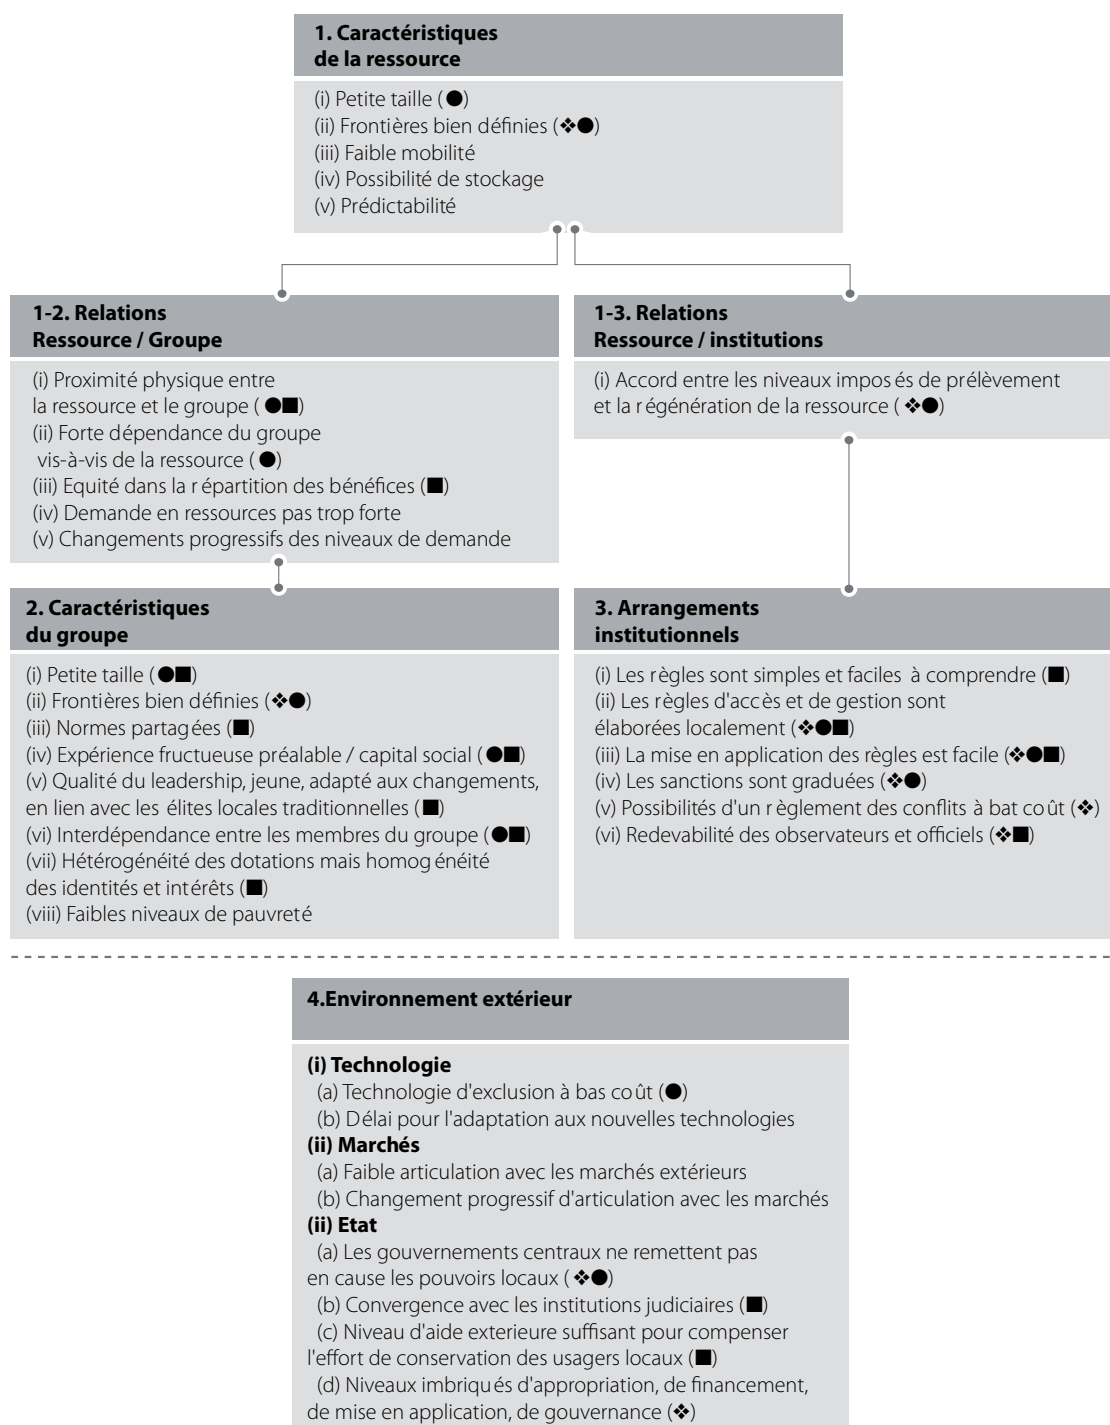 1. Caractéristiques
de la ressource
(i) Petite taille (●)
(ii) Frontières bien définies (❖●)
(iii) Faible mobilité
(iv) Possibilité de stockage
(v) Prédictabilité
1-2. Relations
Ressource / Groupe
(i) Proximité physique entre
la ressource et le groupe ( ●■)
(ii) Forte dépendance du groupe
vis-à-vis de la ressource ( ●)
(iii) Equité dans la r épartition des bénéfices (■)
(iv) Demande en ressources pas trop forte
(v) Changements progressifs des niveaux de demande
1-3. Relations
Ressource / institutions
(i) Accord entre les niveaux impos és de prélèvement
et la r égénération de la ressource ( ❖●)
2. Caractéristiques
du groupe
(i) Petite taille ( ●■)
(ii) Frontières bien définies (❖●)
(iii) Normes partagées (■)
(iv) Expérience fructueuse préalable / capital social ( ●■)
(v) Qualité du leadership, jeune, adapté aux changements,
en lien avec les élites locales traditionnelles (■)
(vi) Interdépendance entre les membres du groupe (●■)
(vii) Hétérogénéité des dotations mais homog énéité
des identités et intérêts (■)
(viii) Faibles niveaux de pauvreté
3. Arrangements
institutionnels
(i) Les règles sont simples et faciles à comprendre (■)
(ii) Les règles d'accès et de gestion sont
élaborées localement (❖●■)
(iii) La mise en application des règles est facile (❖●■)
(iv) Les sanctions sont graduées (❖●)
(v) Possibilités d'un r èglement des conflits à bat co ût (❖)
(vi) Redevabilité des observateurs et officiels (❖■)
4.Environnement extérieur
(i) Technologie
(a) Technologie d'exclusion à bas co ût (●)
(b) Délai pour l'adaptation aux nouvelles technologies
(ii) Marchés
(a) Faible articulation avec les marchés extérieurs
(b) Changement progressif d'articulation avec les marchés
(ii) Etat
(a) Les gouvernements centraux ne remettent pas
en cause les pouvoirs locaux ( ❖●)
(b) Convergence avec les institutions judiciaires (■)
(c) Niveau d'aide exterieure suffisant pour compenser
l'effort de conservation des usagers locaux (■)
(d) Niveaux imbriqués d'appropriation, de financement,
de mise en application, de gouvernance (❖)